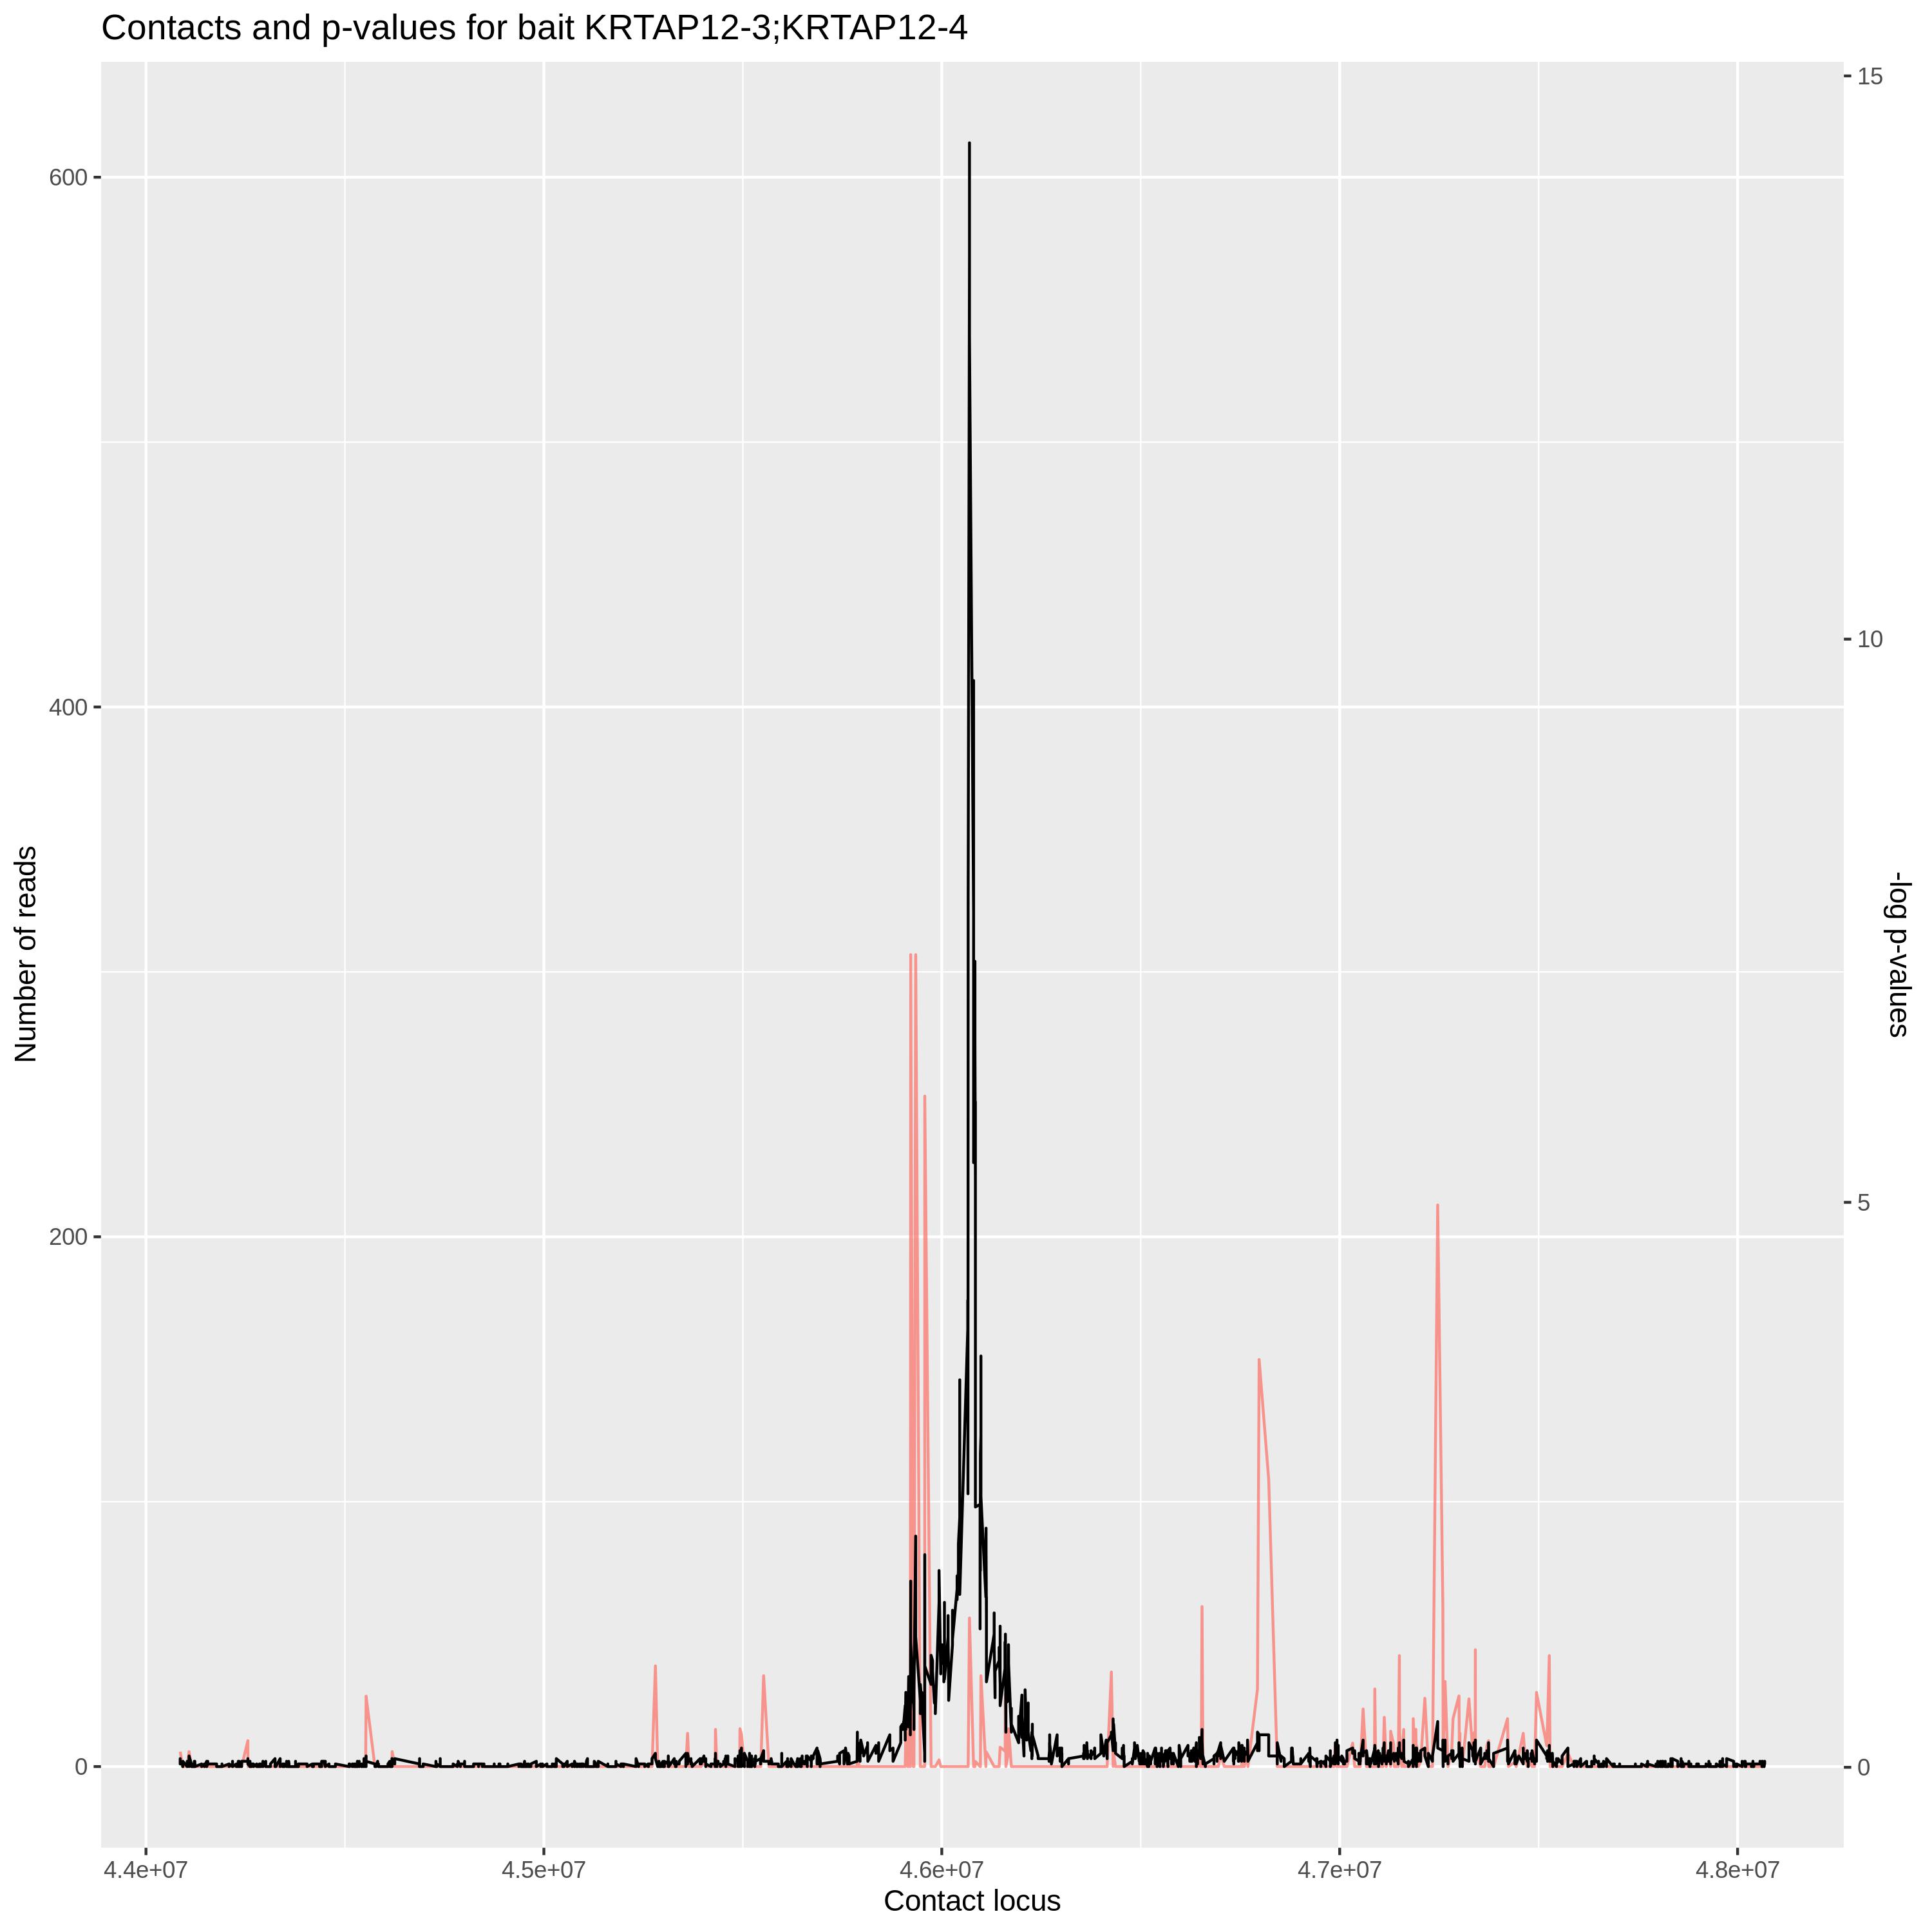 Contacts and p-values for bait KRTAP12-3;KRTAP12-4
15
600
10
400
Number of reads
-log p-values
5
200
0
0
4.4e+07 4.5e+07 4.6e+07 4.7e+07 4.8e+07
Contact locus